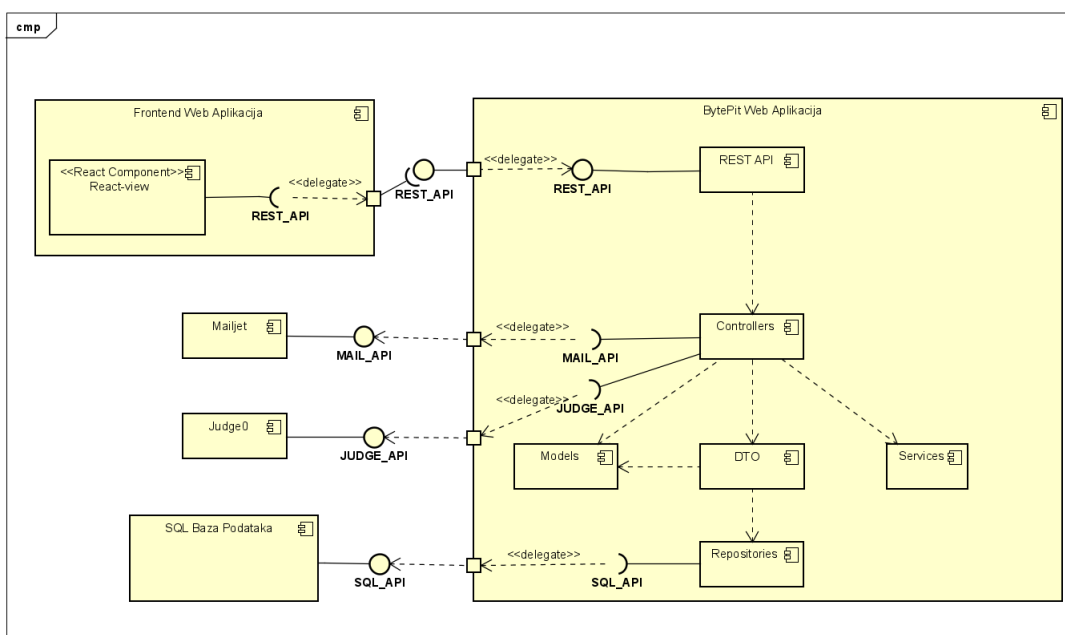 cmp
Frontend Web Aplikacija
BytePit Web Aplikacija
<<React Component>>
React-view
<<delegate>>
REST_API
REST_API
<<delegate>>
REST_API
REST API
Mailjet
MAIL_API
<<delegate>>
MAIL_API
Controllers
<<delegate>>
JUDGE_API
Judge0
JUDGE_API
Models
DTO
Services
SQL Baza Podataka
SQL_API
<<delegate>>
SQL_API
Repositories